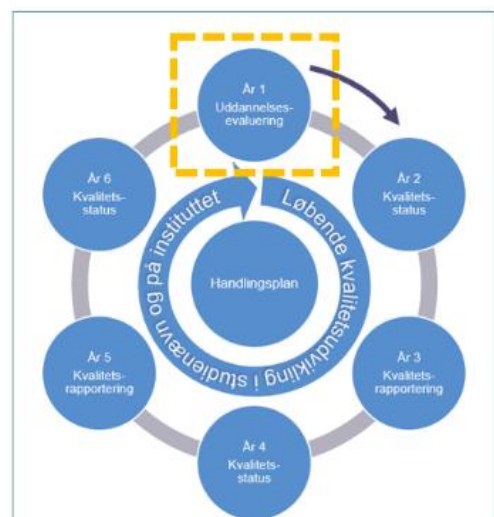 År 1
Uddannelses-
evaluering
År 2
Kvalitets-
status
År 3
Kvalitets-
rapportering
År 4
Kvalitets-
status
År 5
Kvalitets-
rapportering
År 6
Kvalitets-
status
Løbende kvalitetsudvikling i studienævn og på instituttet
Handlingsplan